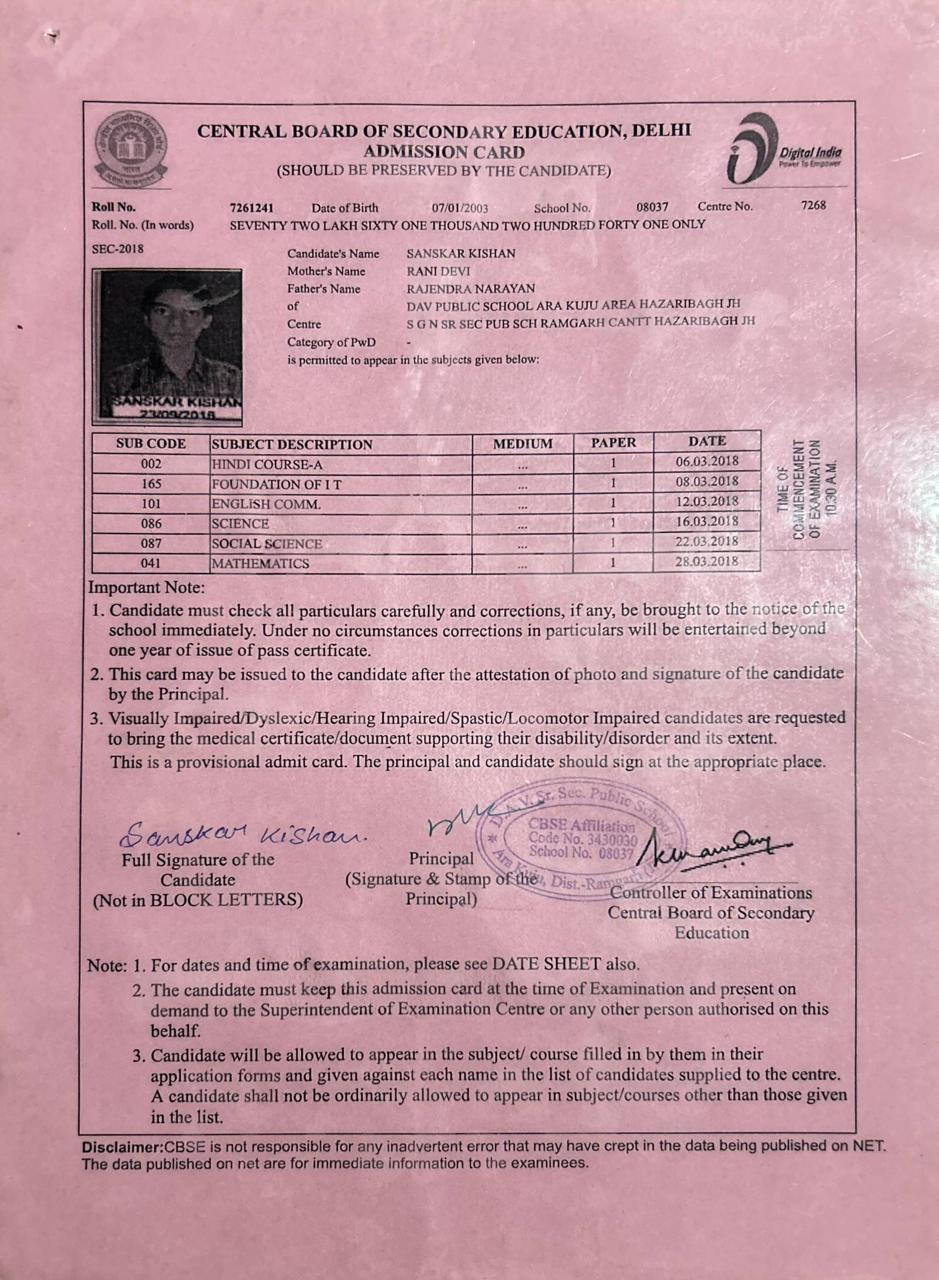 CENTRAL BOARD OF SECONDARY EDUCATION, DELHI
ADMISSION CARD
(SHOULD BE PRESERVED BY THE CANDIDATE)
Digital India
Power To Empower
Roll No. 7261241 Date of Birth 07/01/2003 School No. 08037 Centre No. 7268
Roll. No. (In words) SEVENTY TWO LAKH SIXTY ONE THOUSAND TWO HUNDRED FORTY ONE ONLY
SEC-2018
Candidate's Name SANSKAR KISHAN
Mother's Name RANI DEVI
Father's Name RAJENDRA NARAYAN
of DAV PUBLIC SCHOOL ARA KUJU AREA HAZARIBAGH JH
Centre S G N SR SEC PUB SCH RAMGARH CANTT HAZARIBAGH JH
Category of PwD -
is permitted to appear in the subjects given below:
SANSKAR KISHAN
SUB CODE SUBJECT DESCRIPTION MEDIUM PAPER DATE
002 HINDI COURSE-A ... 1 06.03.2018
165 FOUNDATION OF I T ... 1 08.03.2018
101 ENGLISH COMM. ... 1 12.03.2018
086 SCIENCE ... 1 16.03.2018
087 SOCIAL SCIENCE ... 1 22.03.2018
041 MATHEMATICS ... 1 28.03.2018
TIME OF
COMMENCEMENT
OF EXAMINATION
10:30 A.M.
Important Note:
1. Candidate must check all particulars carefully and corrections, if any, be brought to the notice of the
school immediately. Under no circumstances corrections in particulars will be entertained beyond
one year of issue of pass certificate.
2. This card may be issued to the candidate after the attestation of photo and signature of the candidate
by the Principal.
3. Visually Impaired/Dyslexic/Hearing Impaired/Spastic/Locomotor Impaired candidates are requested
to bring the medical certificate/document supporting their disability/disorder and its extent.
This is a provisional admit card. The principal and candidate should sign at the appropriate place.
Sanskar Kishan.
D.A.V. Sr. Sec. Public School
CBSE Affiliation
Code No. 3430030
School No. 08037
Ara Kuju, Dist.-Ramgarh
Full Signature of the
Candidate
(Not in BLOCK LETTERS)
Principal
(Signature & Stamp of the
Principal)
Controller of Examinations
Central Board of Secondary
Education
Note: 1. For dates and time of examination, please see DATE SHEET also.
2. The candidate must keep this admission card at the time of Examination and present on
demand to the Superintendent of Examination Centre or any other person authorised on this
behalf.
3. Candidate will be allowed to appear in the subject/ course filled in by them in their
application forms and given against each name in the list of candidates supplied to the centre.
A candidate shall not be ordinarily allowed to appear in subject/courses other than those given
in the list.
Disclaimer:CBSE is not responsible for any inadvertent error that may have crept in the data being published on NET.
The data published on net are for immediate information to the examinees.